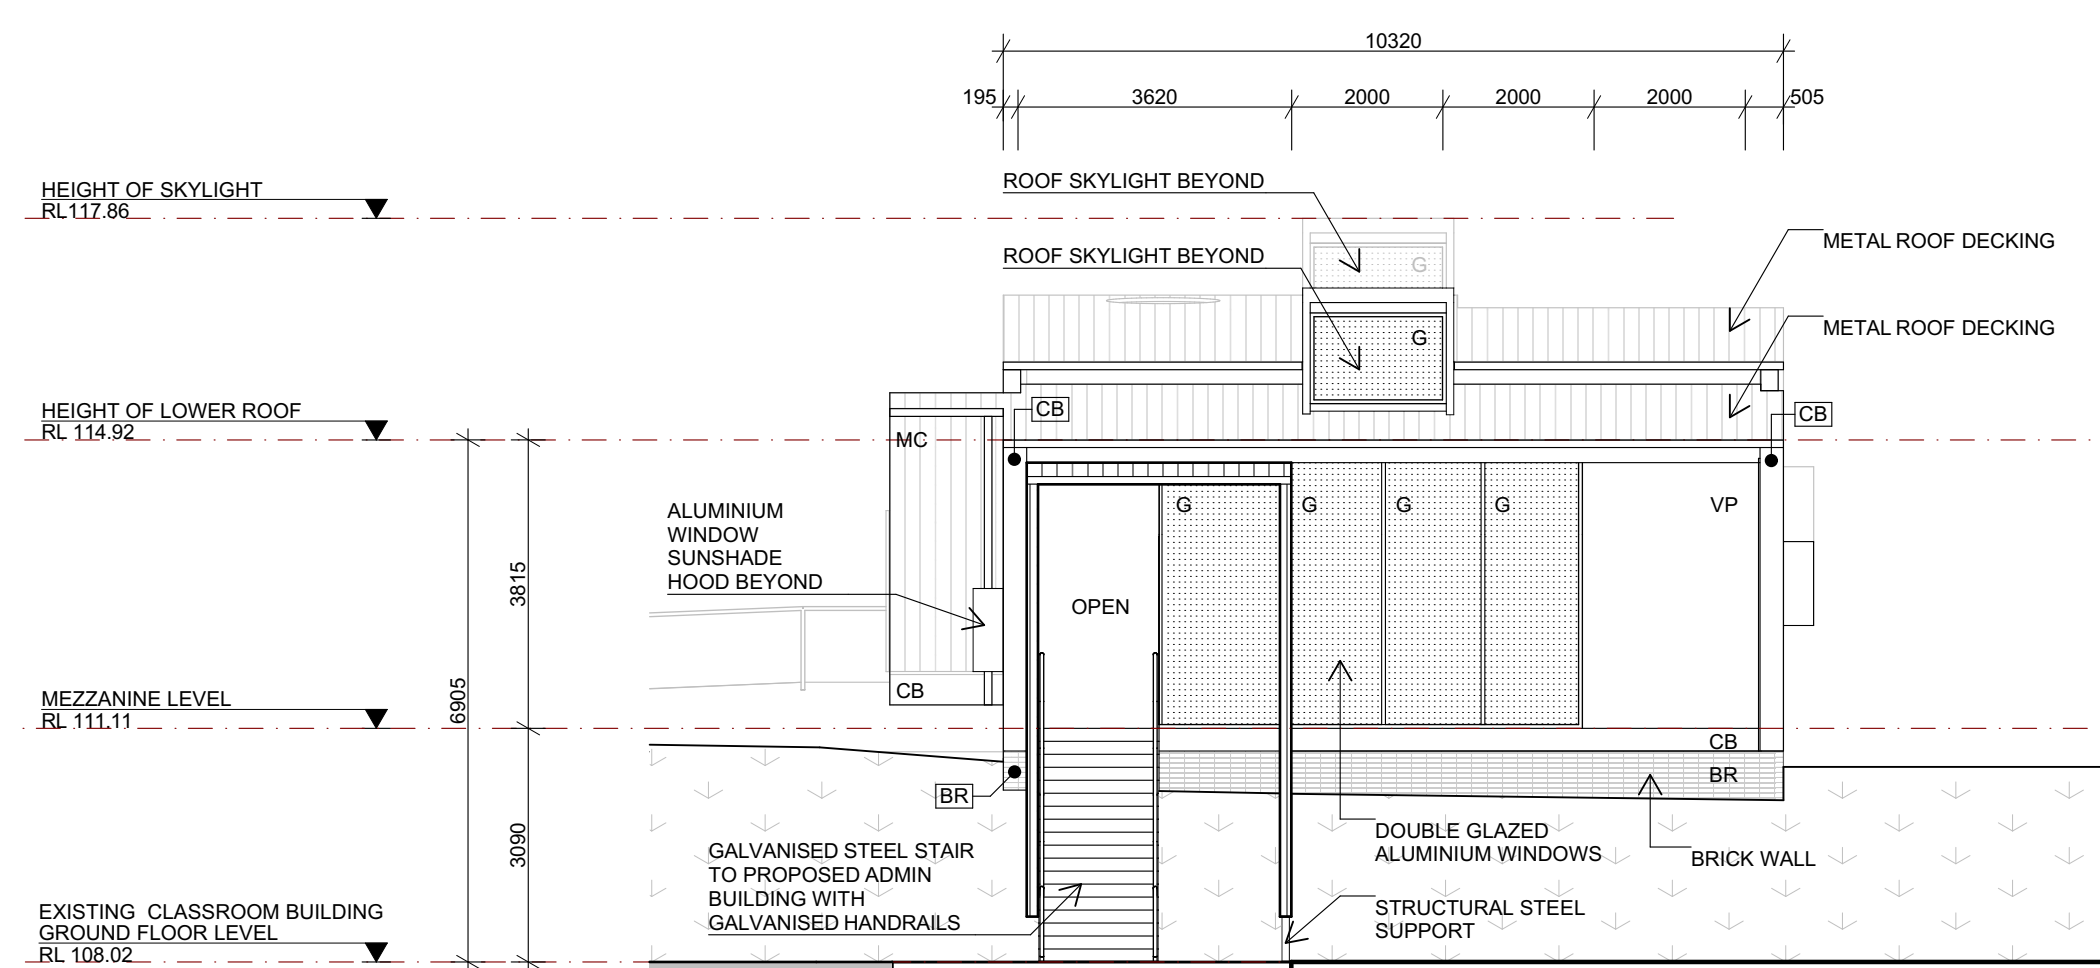 10320
195
3620
2000
2000
2000
505
HEIGHT OF SKYLIGHT
RL117.86
ROOF SKYLIGHT BEYOND
ROOF SKYLIGHT BEYOND
METAL ROOF DECKING
METAL ROOF DECKING
G
G
HEIGHT OF LOWER ROOF
RL 114.92
CB
CB
MC
ALUMINIUM
WINDOW
SUNSHADE
HOOD BEYOND
G
G
G
G
VP
OPEN
3815
6905
3090
CB
MEZZANINE LEVEL
RL 111.11
CB
BR
BR
GALVANISED STEEL STAIR
TO PROPOSED ADMIN
BUILDING WITH
GALVANISED HANDRAILS
DOUBLE GLAZED
ALUMINIUM WINDOWS
BRICK WALL
STRUCTURAL STEEL
SUPPORT
EXISTING  CLASSROOM BUILDING
GROUND FLOOR LEVEL
RL 108.02